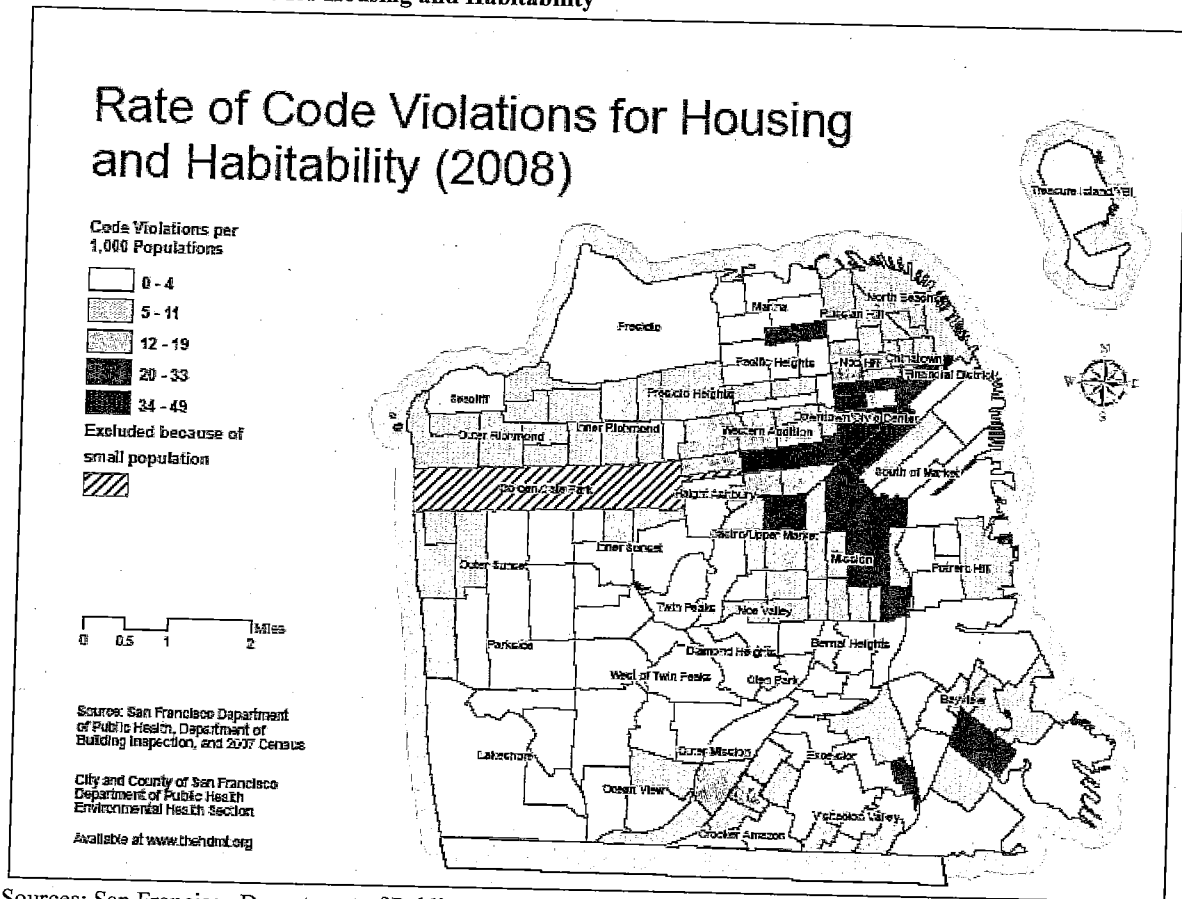 Housing and Habitability
Rate of Code Violations for Housing
and Habitability (2008)
Code Violations per
1,000 Populations
0 - 4
5 - 11
12 - 19
20 - 33
34 - 49
Excluded because of
small population
0 0.5 1 2 Miles
Source: San Francisco Department
of Public Health, Department of
Building Inspection, and 2007 Census
City and County of San Francisco
Department of Public Health
Environmental Health Section
Available at www.thehdmt.org
Treasure Island/YBI
N
W E
S
North Beach
Marina
Russian Hill
Presidio
Pacific Heights
Nob Hill
Chinatown
Financial District
Seacliff
Presidio Heights
Downtown/Civic Center
Outer Richmond
Inner Richmond
Western Addition
South of Market
Golden Gate Park
Haight Ashbury
Castro/Upper Market
Inner Sunset
Mission
Outer Sunset
Potrero Hill
Twin Peaks
Noe Valley
Parkside
Diamond Heights
Bernal Heights
West of Twin Peaks
Glen Park
Bayview
Lakeshore
Outer Mission
Excelsior
Ocean View
Visitacion Valley
Crocker Amazon
Sources: San Francisco Department of